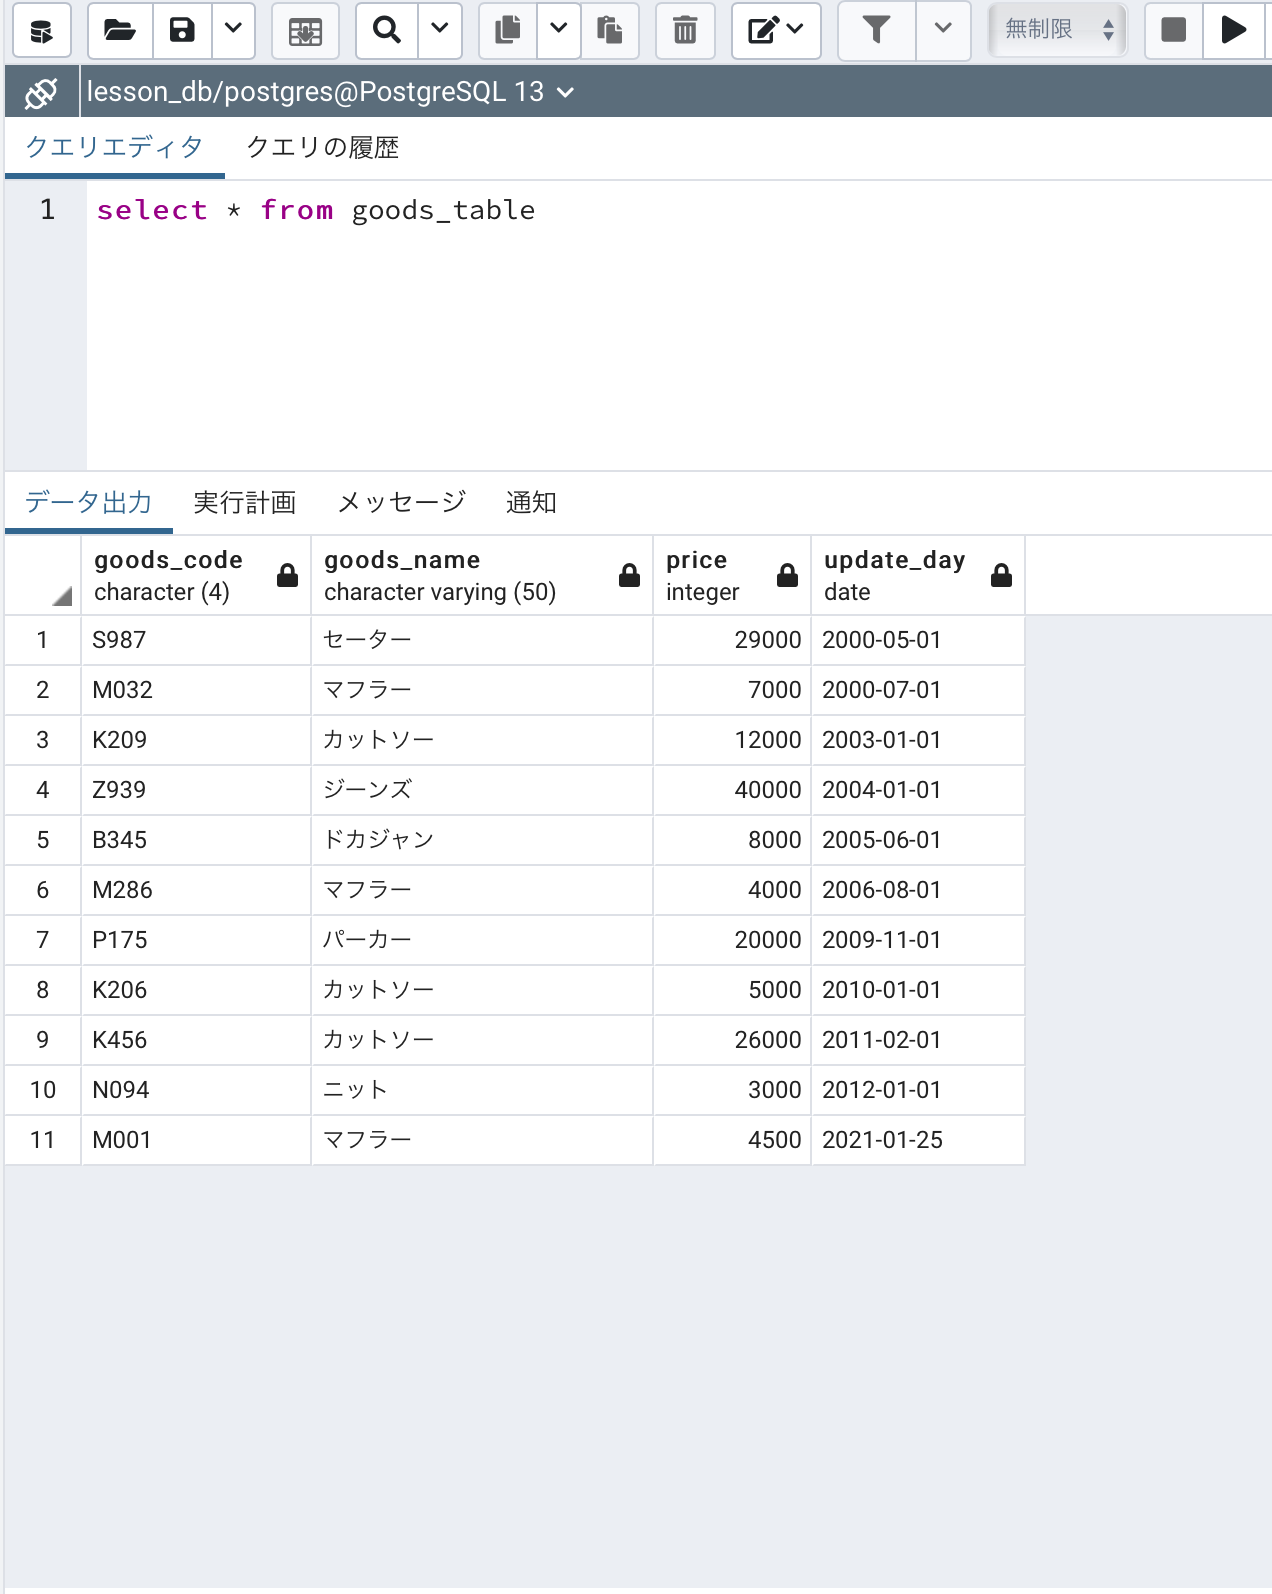 無制限
lesson_db/postgres@PostgreSQL 13
クエリエディタ クエリの履歴
1 select * from goods_table
データ出力 実行計画 メッセージ 通知
goods_code goods_name price update_day
character (4) character varying (50) integer date
1 S987 セーター 29000 2000-05-01
2 M032 マフラー 7000 2000-07-01
3 K209 カットソー 12000 2003-01-01
4 Z939 ジーンズ 40000 2004-01-01
5 B345 ドカジャン 8000 2005-06-01
6 M286 マフラー 4000 2006-08-01
7 P175 パーカー 20000 2009-11-01
8 K206 カットソー 5000 2010-01-01
9 K456 カットソー 26000 2011-02-01
10 N094 ニット 3000 2012-01-01
11 M001 マフラー 4500 2021-01-25